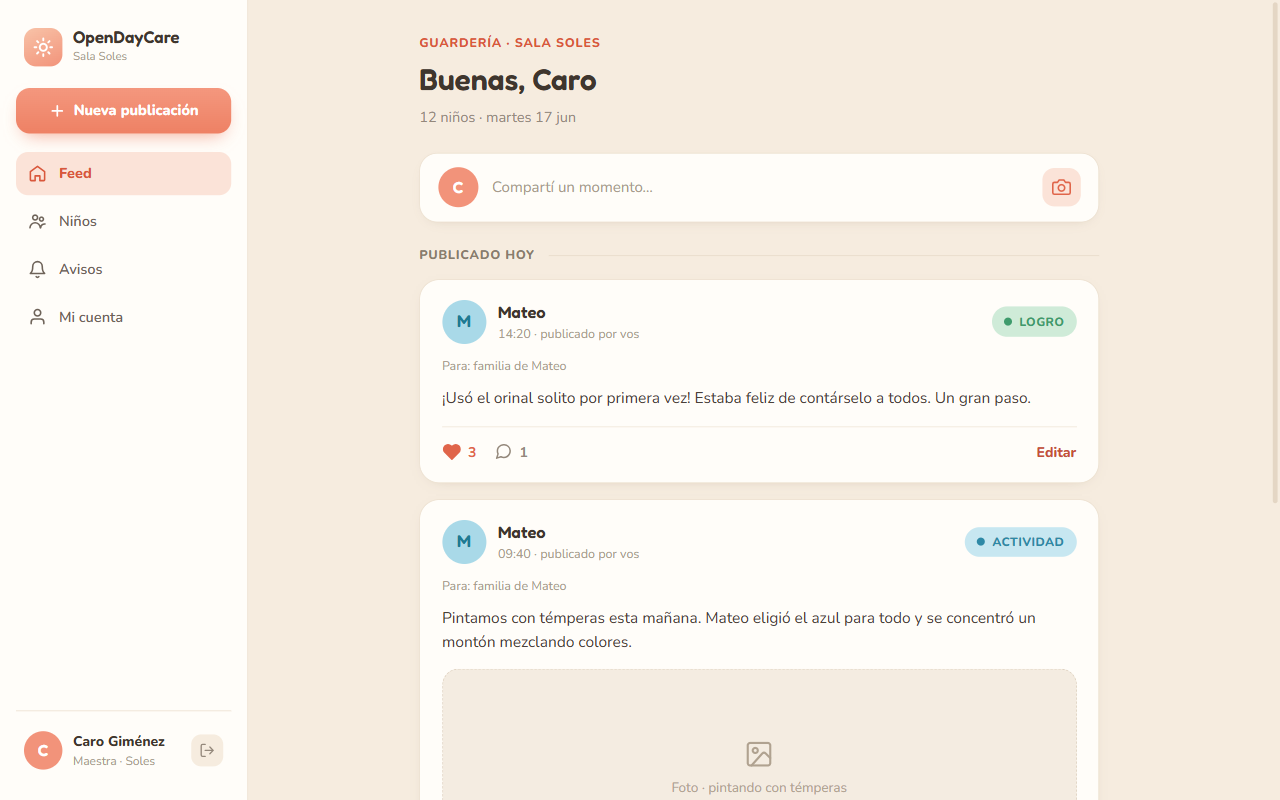 OpenDayCare
Sala Soles
Nueva publicación
Feed
Niños
Avisos
Mi cuenta
C
Caro Giménez
Maestra · Soles
GUARDERÍA · SALA SOLES
Buenas, Caro
12 niños · martes 17 jun
C
Compartí un momento...
PUBLICADO HOY
M
Mateo
14:20 · publicado por vos
LOGRO
Para: familia de Mateo
¡Usó el orinal solito por primera vez! Estaba feliz de contárselo a todos. Un gran paso.
3
1
Editar
M
Mateo
09:40 · publicado por vos
ACTIVIDAD
Para: familia de Mateo
Pintamos con témperas esta mañana. Mateo eligió el azul para todo y se concentró un
montón mezclando colores.
Foto · pintando con témperas